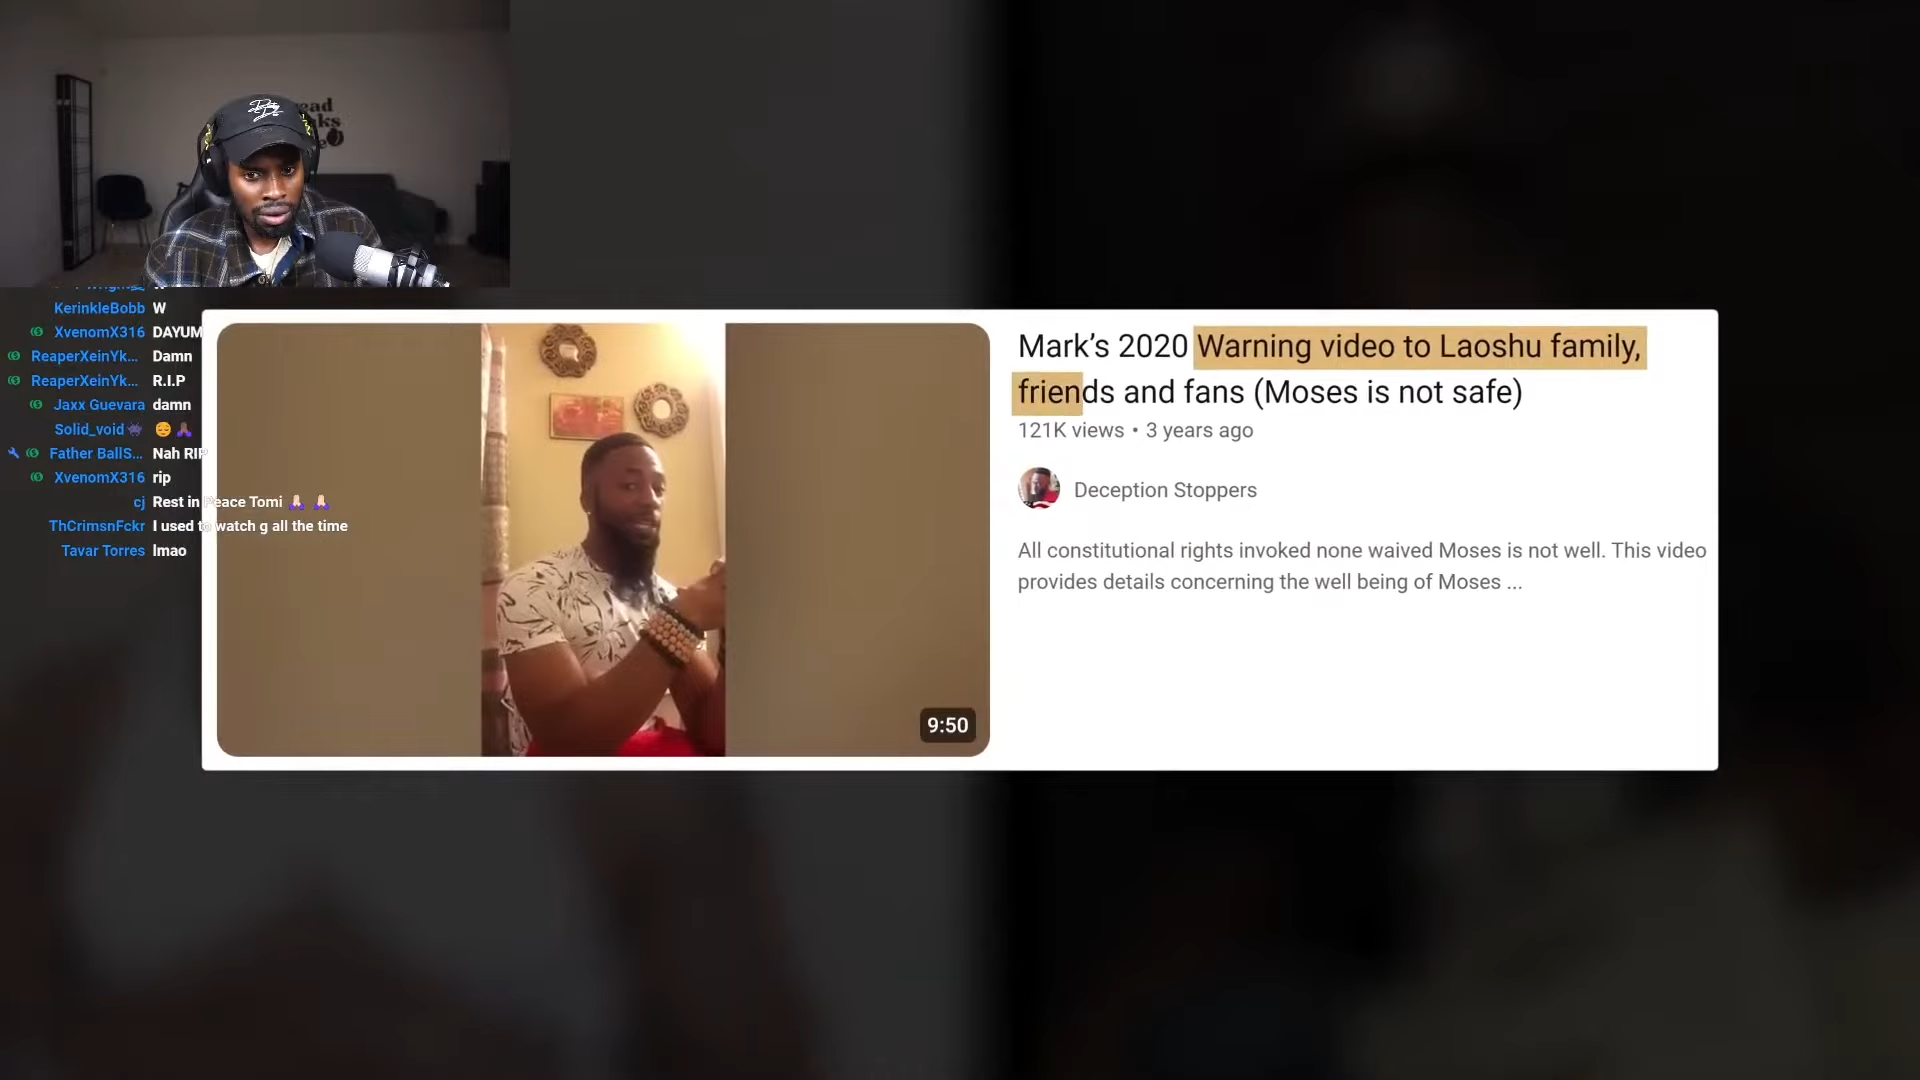 KerinkleBobb W
XvenomX316 DAYUM
ReaperXeinYk... Damn
ReaperXeinYk... R.I.P
Jaxx Guevara damn
Solid_void👾 😔 🙏🏾
Father BallS... Nah RIP
XvenomX316 rip
cj Rest in Peace Tomi 🙏🏻 🙏🏻
ThCrimsnFckr I used to watch g all the time
Tavar Torres lmao
9:50
Mark’s 2020 Warning video to Laoshu family,
friends and fans (Moses is not safe)
121K views • 3 years ago
Deception Stoppers
All constitutional rights invoked none waived Moses is not well. This video
provides details concerning the well being of Moses ...